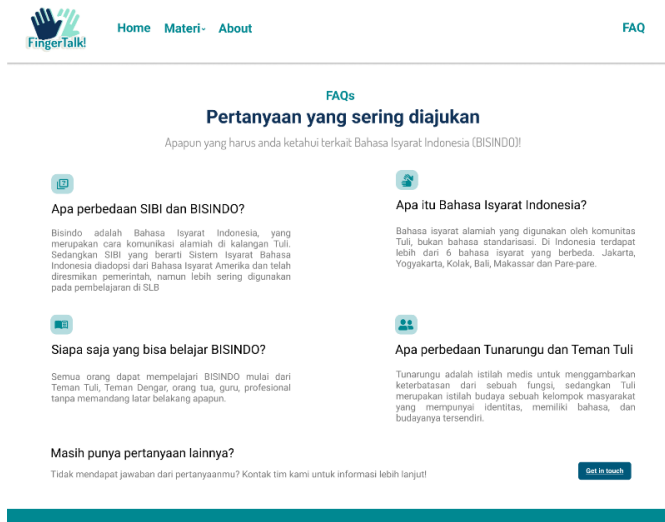 FingerTalk!
Home Materi About
FAQ
FAQs
Pertanyaan yang sering diajukan
Apapun yang harus anda ketahui terkait Bahasa Isyarat Indonesia (BISINDO)!
Apa perbedaan SIBI dan BISINDO?
Bisindo adalah Bahasa Isyarat Indonesia, yang
merupakan cara komunikasi alamiah di kalangan Tuli.
Sedangkan SIBI yang berarti Sistem Isyarat Bahasa
Indonesia diadopsi dari Bahasa Isyarat Amerika dan telah
diresmikan pemerintah, namun lebih sering digunakan
pada pembelajaran di SLB
Apa itu Bahasa Isyarat Indonesia?
Bahasa isyarat alamiah yang digunakan oleh komunitas
Tuli, bukan bahasa standarisasi. Di Indonesia terdapat
lebih dari 6 bahasa isyarat yang berbeda. Jakarta,
Yogyakarta, Kolak, Bali, Makassar dan Pare-pare.
Siapa saja yang bisa belajar BISINDO?
Semua orang dapat mempelajari BISINDO mulai dari
Teman Tuli, Teman Dengar, orang tua, guru, profesional
tanpa memandang latar belakang apapun.
Apa perbedaan Tunarungu dan Teman Tuli
Tunarungu adalah istilah medis untuk menggambarkan
keterbatasan dari sebuah fungsi, sedangkan Tuli
merupakan istilah budaya sebuah kelompok masyarakat
yang mempunyai identitas, memiliki bahasa, dan
budayanya tersendiri.
Masih punya pertanyaan lainnya?
Tidak mendapat jawaban dari pertanyaanmu? Kontak tim kami untuk informasi lebih lanjut!
Get in touch